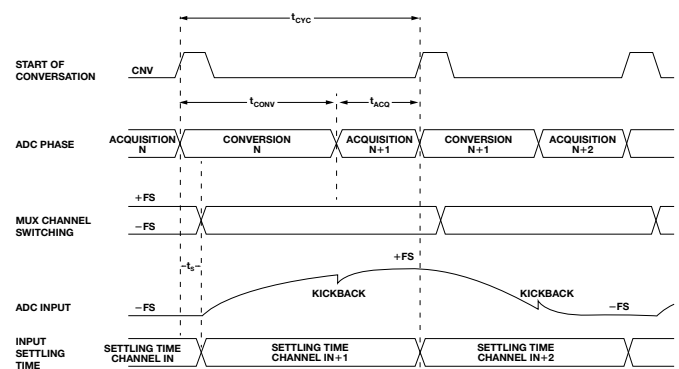 tCYC
START OF
CONVERSATION
CNV
tCONV
tACQ
ADC PHASE
ACQUISITION
N
CONVERSION
N
ACQUISITION
N+1
CONVERSION
N+1
ACQUISITION
N+2
+FS
MUX CHANNEL
SWITCHING
–FS
tS
+FS
KICKBACK
KICKBACK
ADC INPUT
–FS
–FS
INPUT
SETTLING
TIME
SETTLING TIME
CHANNEL IN
SETTLING TIME
CHANNEL IN+1
SETTLING TIME
CHANNEL IN+2